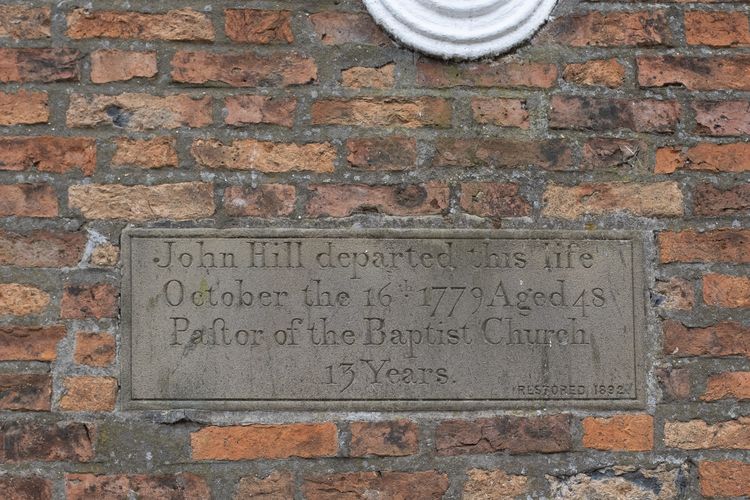 John Hill departed this life
October the 16th 1779 Aged 48
Paſtor of the Baptist Church
13 Years.
RESTORED, 1892